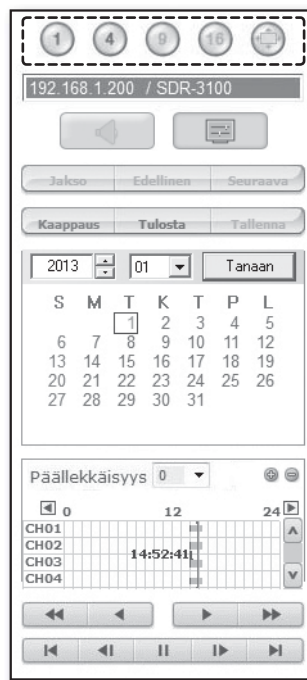 1 4 9 16
192.168.1.200 / SDR-3100
Jakso Edellinen Seuraava
Kaappaus Tulosta Tallenna
2013 01 Tanaan
S M T K T P L
1 2 3 4 5
6 7 8 9 10 11 12
13 14 15 16 17 18 19
20 21 22 23 24 25 26
27 28 29 30 31
Päällekkäisyys 0
0 12 24
CH01
CH02
14:52:41
CH03
CH04